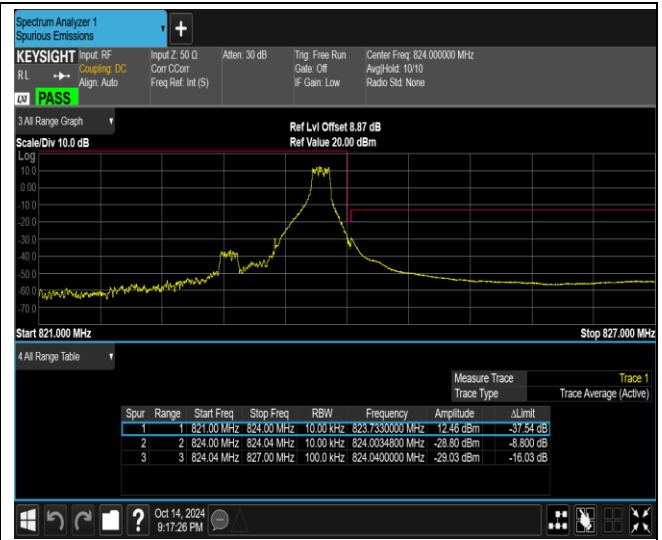 Spectrum Analyzer 1
Spurious Emissions
KEYSIGHT Input: RF Input Z: 50 Ω Atten: 30 dB Trig: Free Run Center Freq: 824.000000 MHz
RL Coupling: DC Corr CCorr Gate: Off Avg|Hold: 10/10
Align: Auto Freq Ref: Int (S) IF Gain: Low Radio Std: None
LXI PASS
3 All Range Graph
Ref Lvl Offset 8.87 dB
Scale/Div 10.0 dB Ref Value 20.00 dBm
Log
10.0
0.00
-10.0
-20.0
-30.0
-40.0
-50.0
-60.0
-70.0
Start 821.000 MHz Stop 827.000 MHz
4 All Range Table
Measure Trace Trace 1
Trace Type Trace Average (Active)
Spur Range Start Freq Stop Freq RBW Frequency Amplitude ΔLimit
1 1 821.00 MHz 824.00 MHz 10.00 kHz 823.7330000 MHz 12.46 dBm -37.54 dB
2 2 824.00 MHz 824.04 MHz 10.00 kHz 824.0034800 MHz -28.80 dBm -8.800 dB
3 3 824.04 MHz 827.00 MHz 100.0 kHz 824.0400000 MHz -29.03 dBm -16.03 dB
? Oct 14, 2024
9:17:26 PM